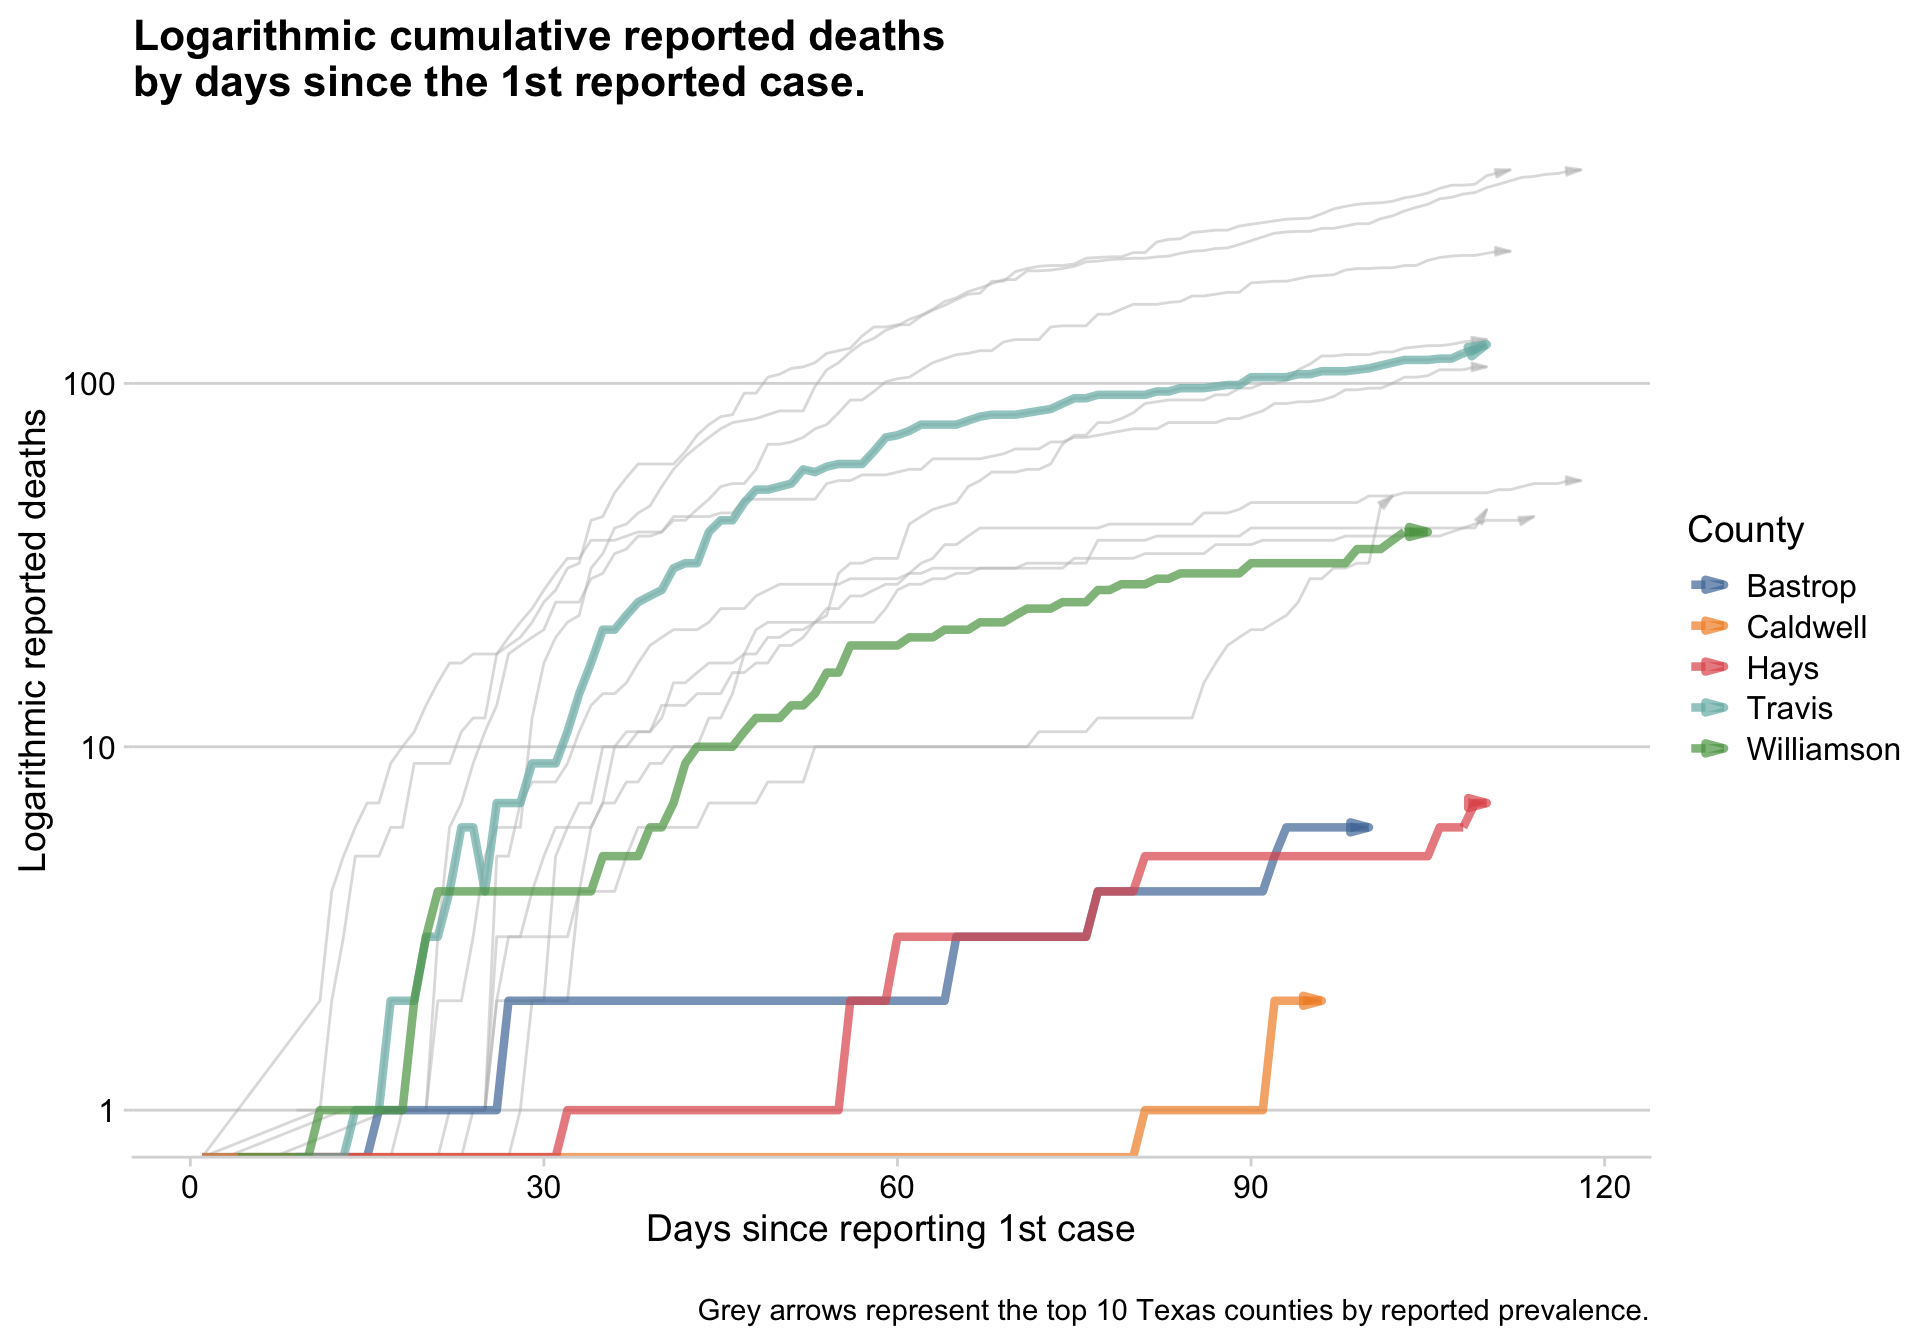 Logarithmic cumulative reported deaths
by days since the 1st reported case.
Logarithmic reported deaths
100
10
1
0
30
60
90
120
Days since reporting 1st case
County
Bastrop
Caldwell
Hays
Travis
Williamson
Grey arrows represent the top 10 Texas counties by reported prevalence.